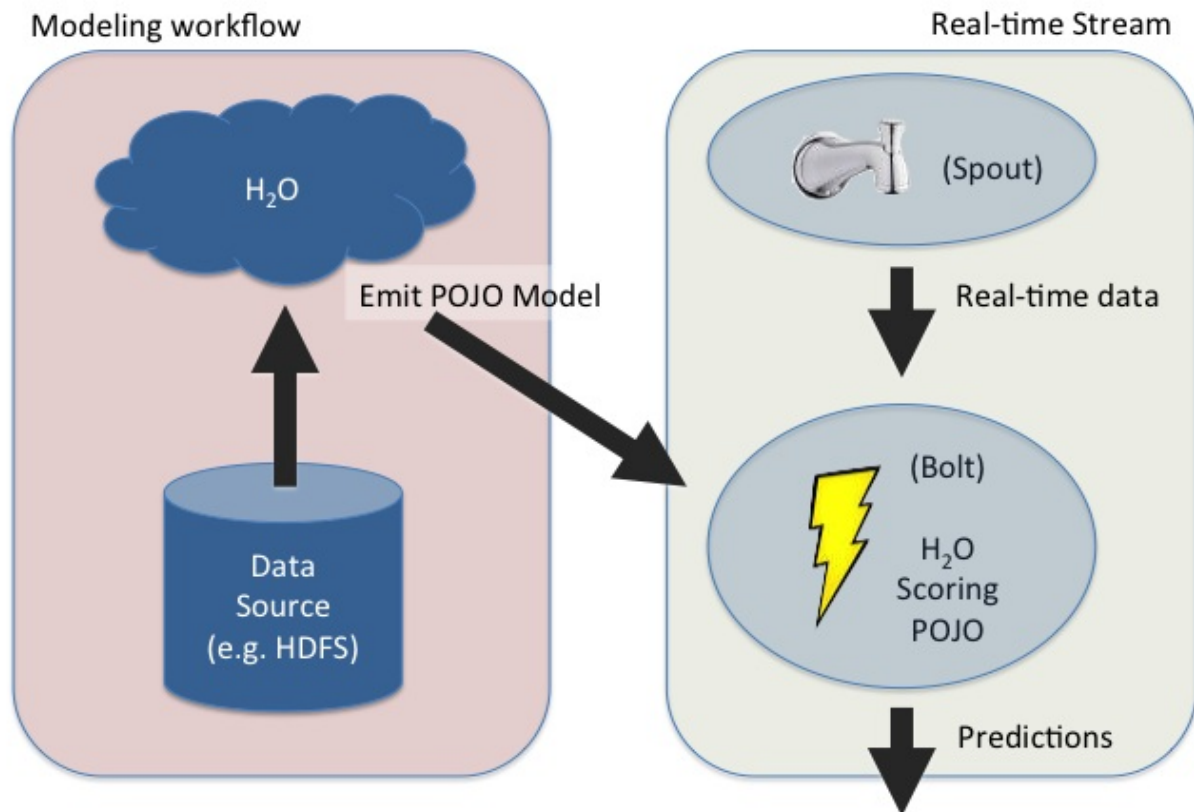 Modeling workflow
H₂O
Emit POJO Model
Data
Source
(e.g. HDFS)
Real-time Stream
(Spout)
Real-time data
(Bolt)
H₂O
Scoring
POJO
Predictions